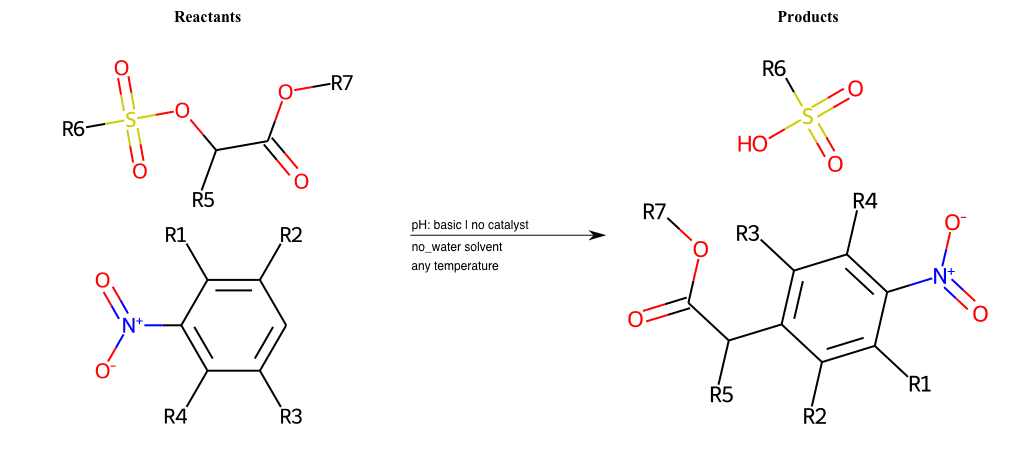 Reactants
Products
O
R6
S
O
O
O
R7
O
R5
R6
S
O
HO
O
R1
R2
O
N+
O-
R4
R3
pH: basic | no catalyst
no_water solvent
any temperature
R7
O
O
R3
R4
O-
N+
O
R5
R1
R2